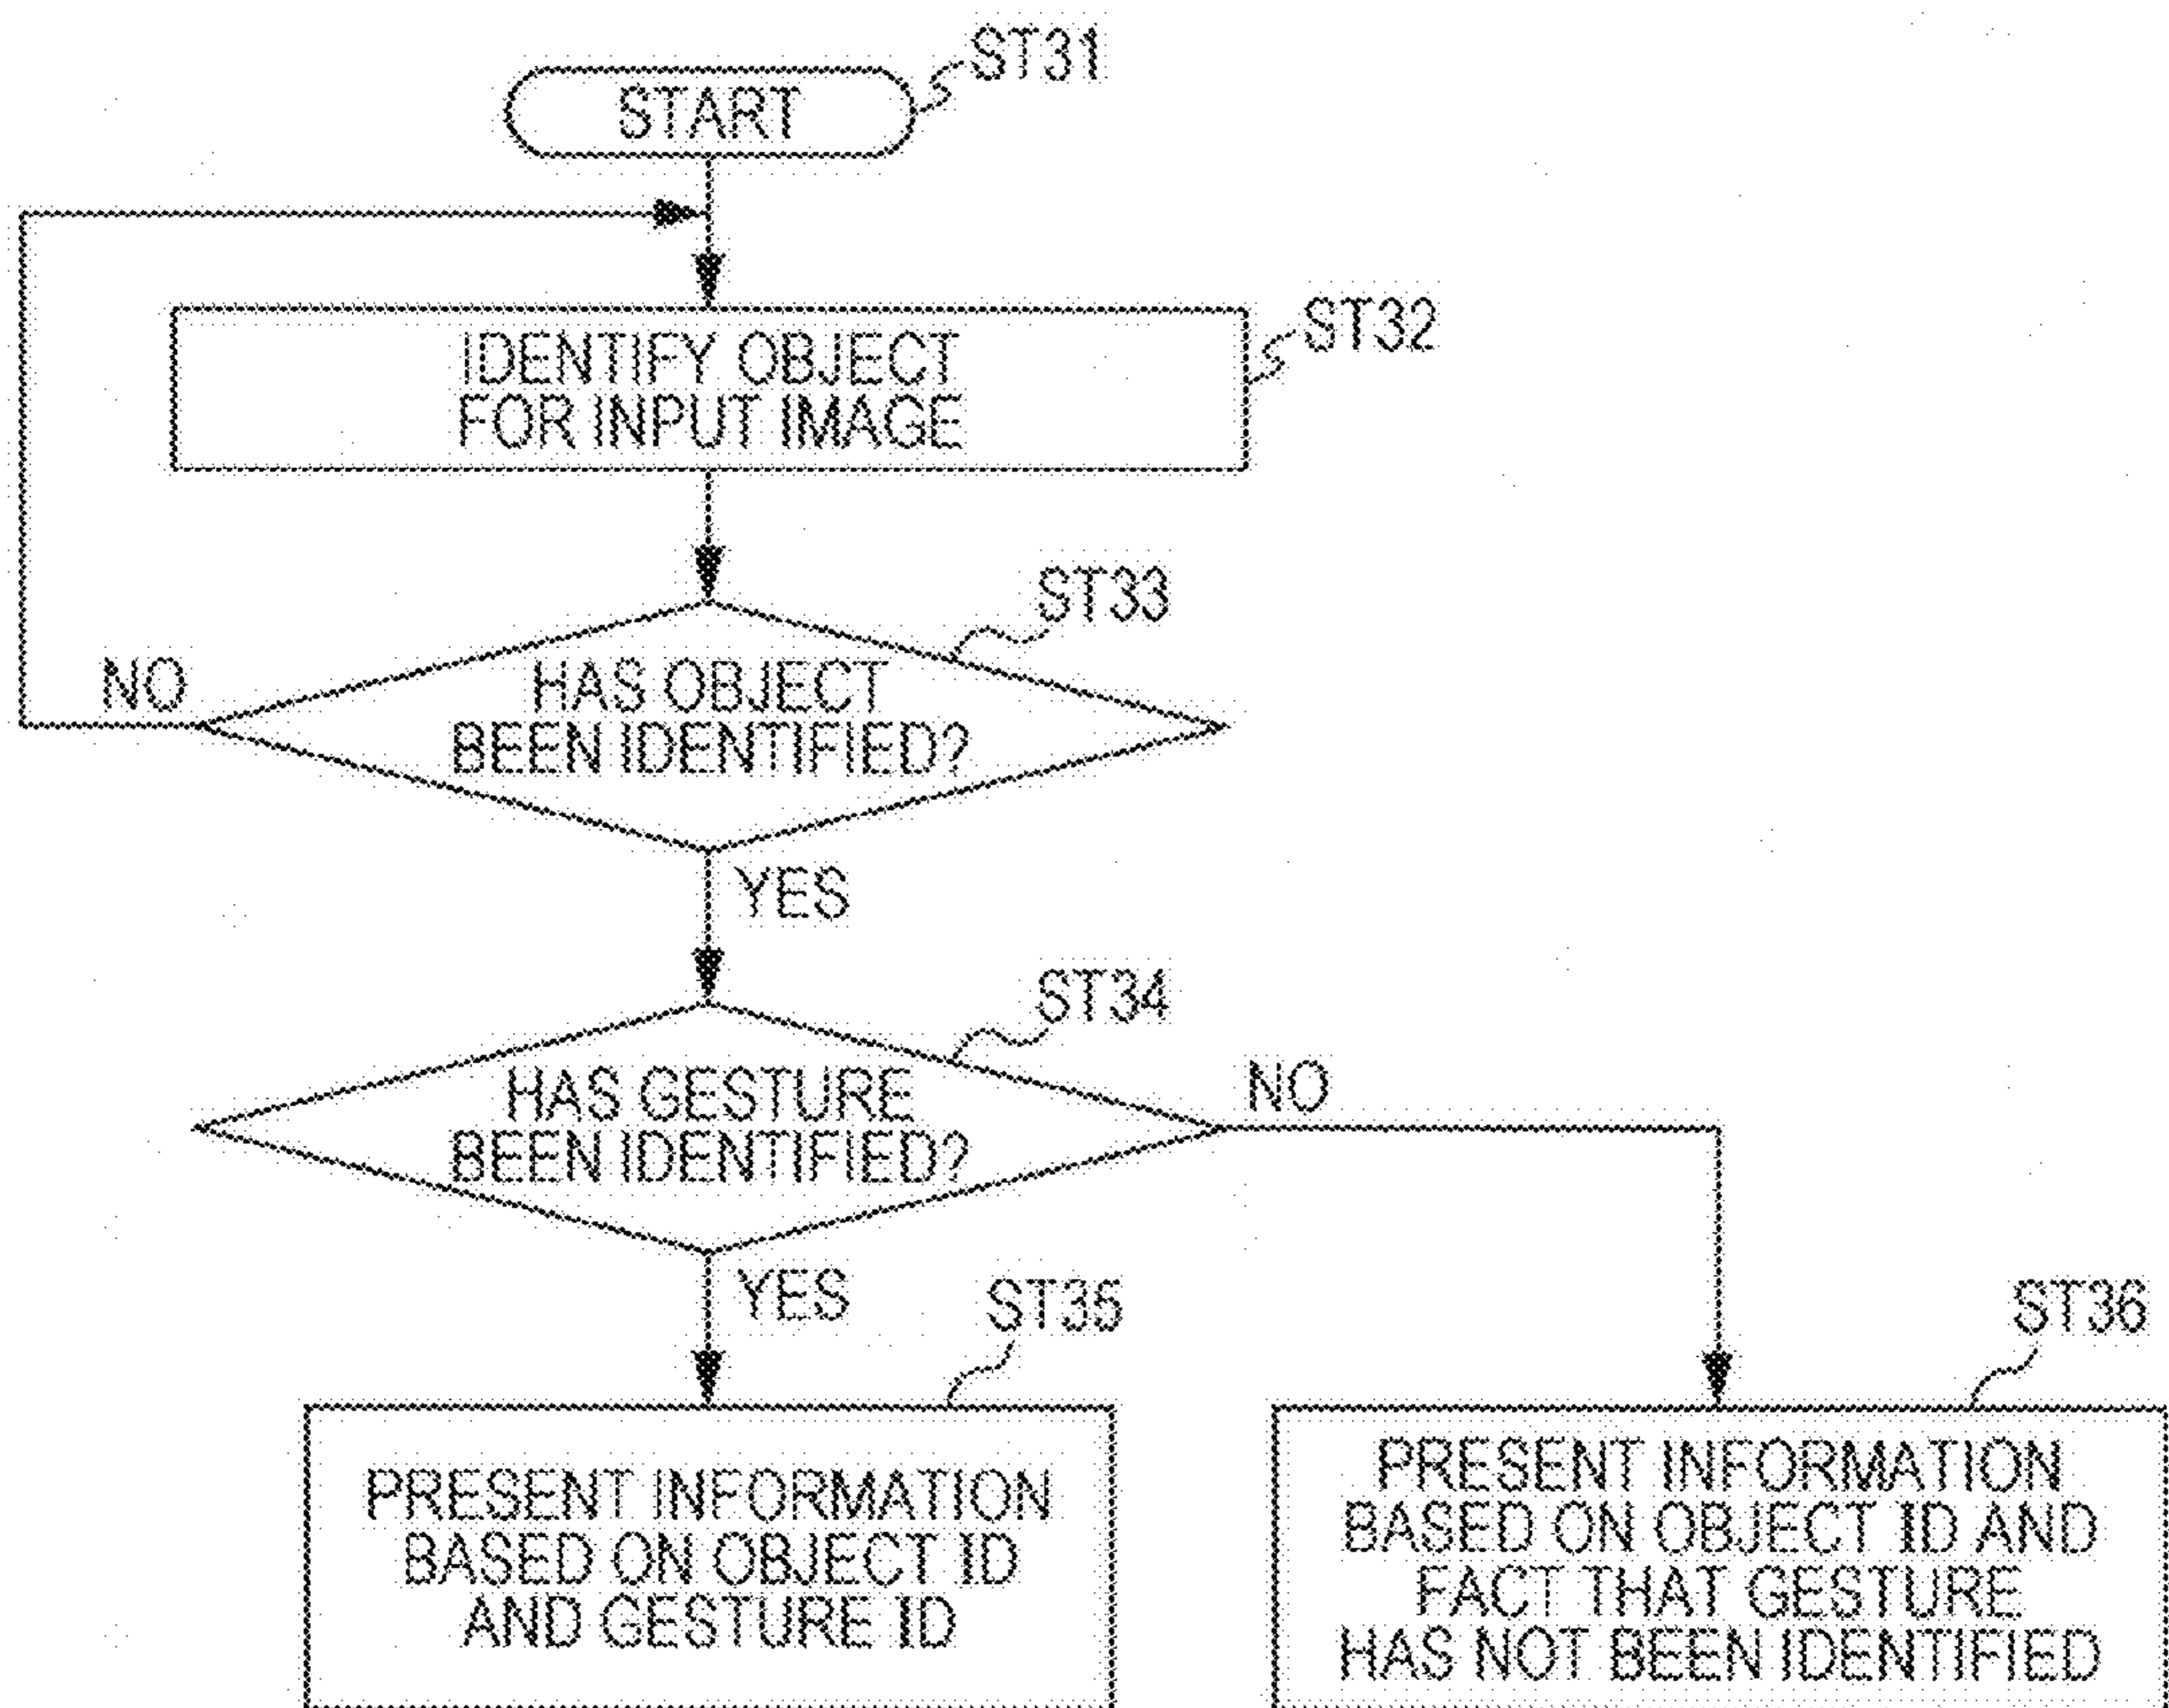 START
ST31
IDENTIFY OBJECT
FOR INPUT IMAGE
ST32
ST33
HAS OBJECT
BEEN IDENTIFIED?
NO
YES
ST34
HAS GESTURE
BEEN IDENTIFIED?
NO
YES
ST35
PRESENT INFORMATION
BASED ON OBJECT ID
AND GESTURE ID
ST36
PRESENT INFORMATION
BASED ON OBJECT ID AND
FACT THAT GESTURE
HAS NOT BEEN IDENTIFIED